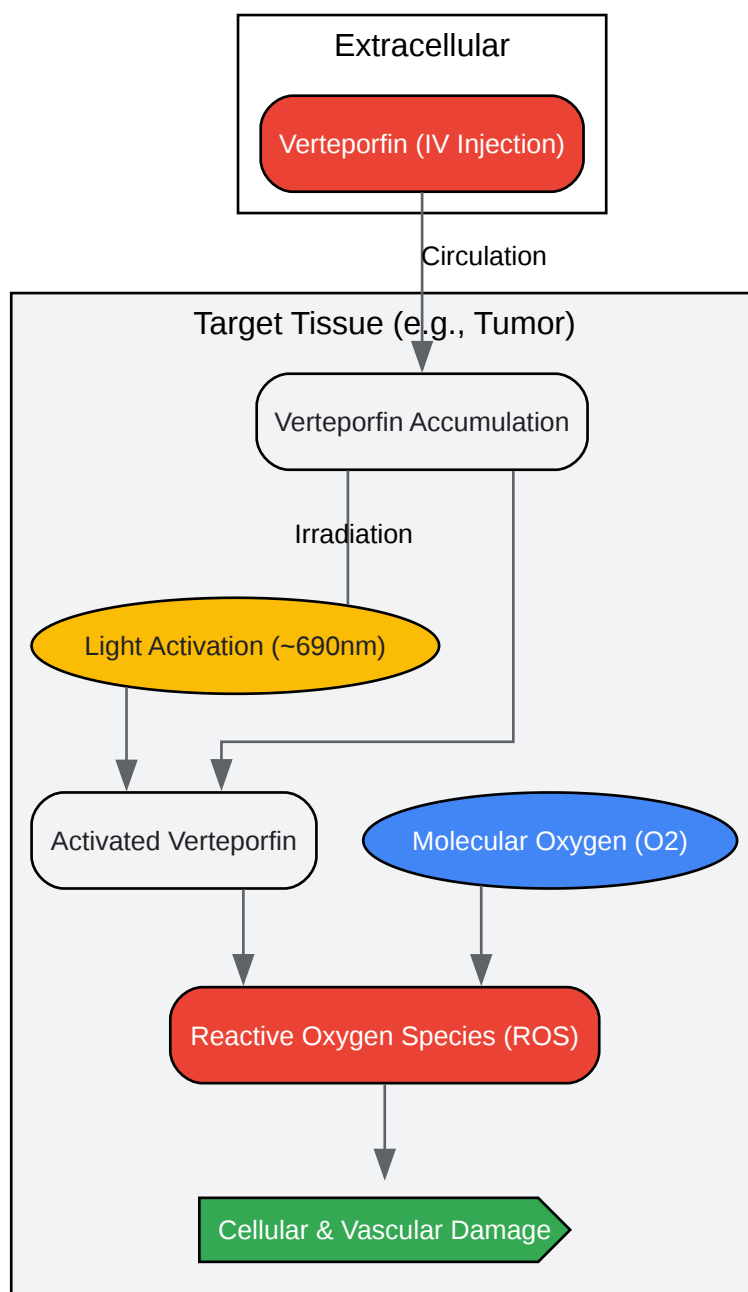 Extracellular
Verteporfin (IV Injection)
Circulation
Target Tissue (e.g., Tumor)
Verteporfin Accumulation
Irradiation
Light Activation (~690nm)
Activated Verteporfin
Molecular Oxygen (O2)
Reactive Oxygen Species (ROS)
Cellular & Vascular Damage